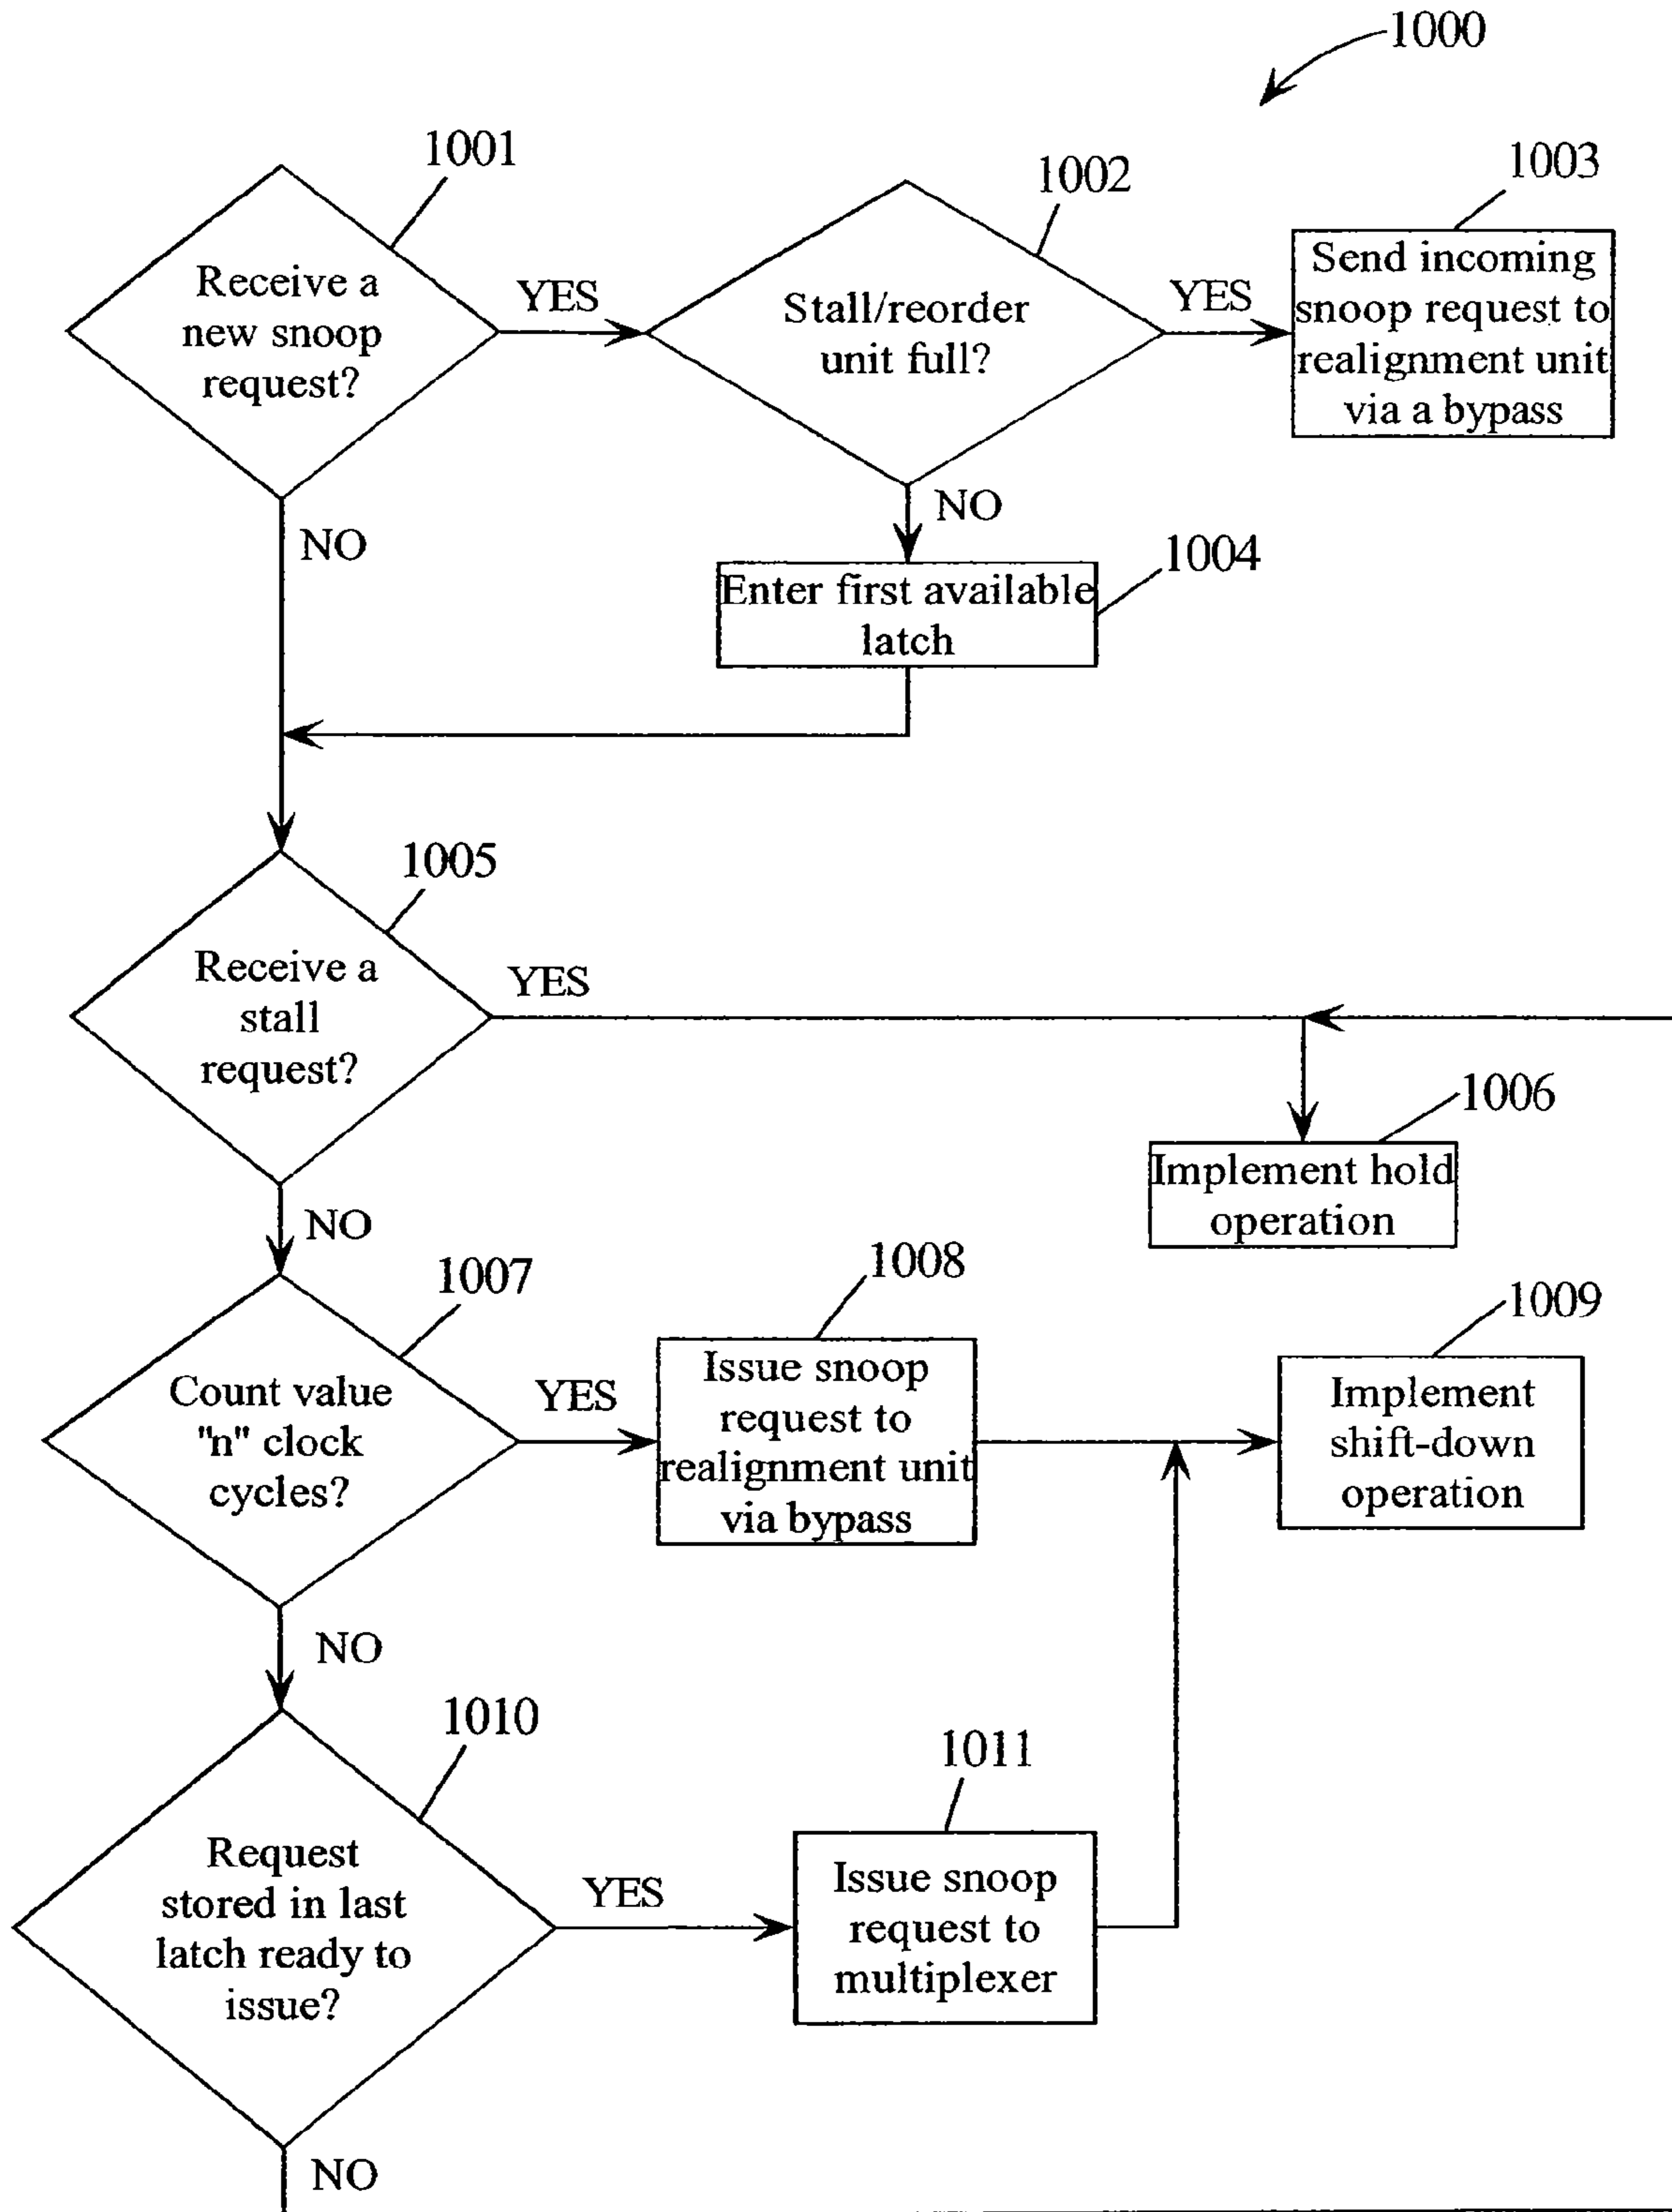 1000
1001
1002
1003
Receive a
new snoop
request?
YES
Stall/reorder
unit full?
YES
Send incoming
snoop request to
realignment unit
via a bypass
NO
NO
1004
Enter first available
latch
1005
Receive a
stall
request?
YES
1006
Implement hold
operation
NO
1007
Count value
"n" clock
cycles?
YES
1008
Issue snoop
request to
realignment unit
via bypass
1009
Implement
shift-down
operation
NO
1010
Request
stored in last
latch ready to
issue?
YES
1011
Issue snoop
request to
multiplexer
NO